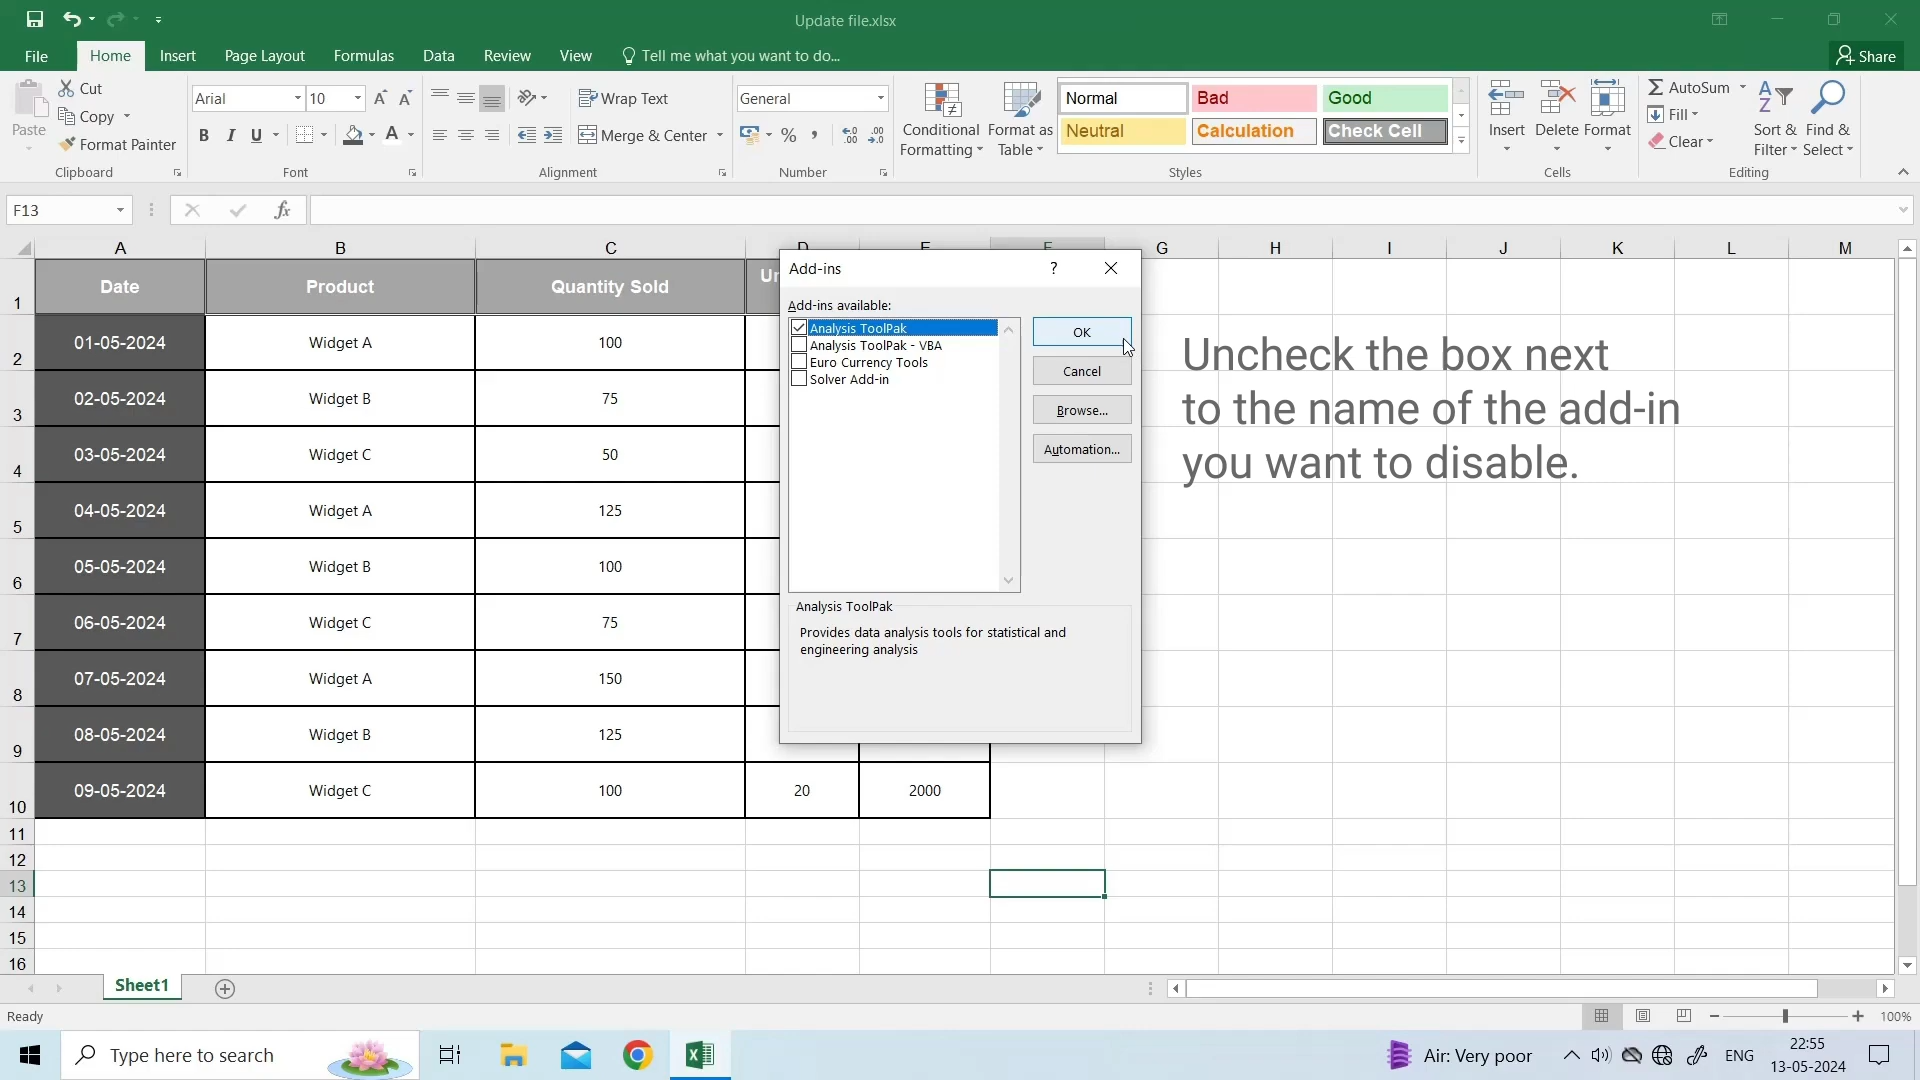 Update file.xlsx
File Home Insert Page Layout Formulas Data Review View Tell me what you want to do... Share
Paste
Cut
Copy
Format Painter
Clipboard
Arial 10
B I U
Font
Wrap Text
Merge & Center
Alignment
General
%
Number
Conditional Formatting
Format as Table
Normal Bad Good
Neutral Calculation Check Cell
Styles
Insert Delete Format
Cells
AutoSum
Fill
Clear
Sort & Filter
Find & Select
Editing
F13 fx
A B C D E F G H I J K L M
1 Date Product Quantity Sold
2 01-05-2024 Widget A 100
3 02-05-2024 Widget B 75
4 03-05-2024 Widget C 50
5 04-05-2024 Widget A 125
6 05-05-2024 Widget B 100
7 06-05-2024 Widget C 75
8 07-05-2024 Widget A 150
9 08-05-2024 Widget B 125
10 09-05-2024 Widget C 100 20 2000
11
12
13
14
15
16
Add-ins ?
Add-ins available:
Analysis ToolPak
Analysis ToolPak - VBA
Euro Currency Tools
Solver Add-in
OK
Cancel
Browse...
Automation...
Analysis ToolPak
Provides data analysis tools for statistical and
engineering analysis
Uncheck the box next
to the name of the add-in
you want to disable.
Sheet1
Ready 100%
Type here to search
Air: Very poor
ENG
22:55
13-05-2024